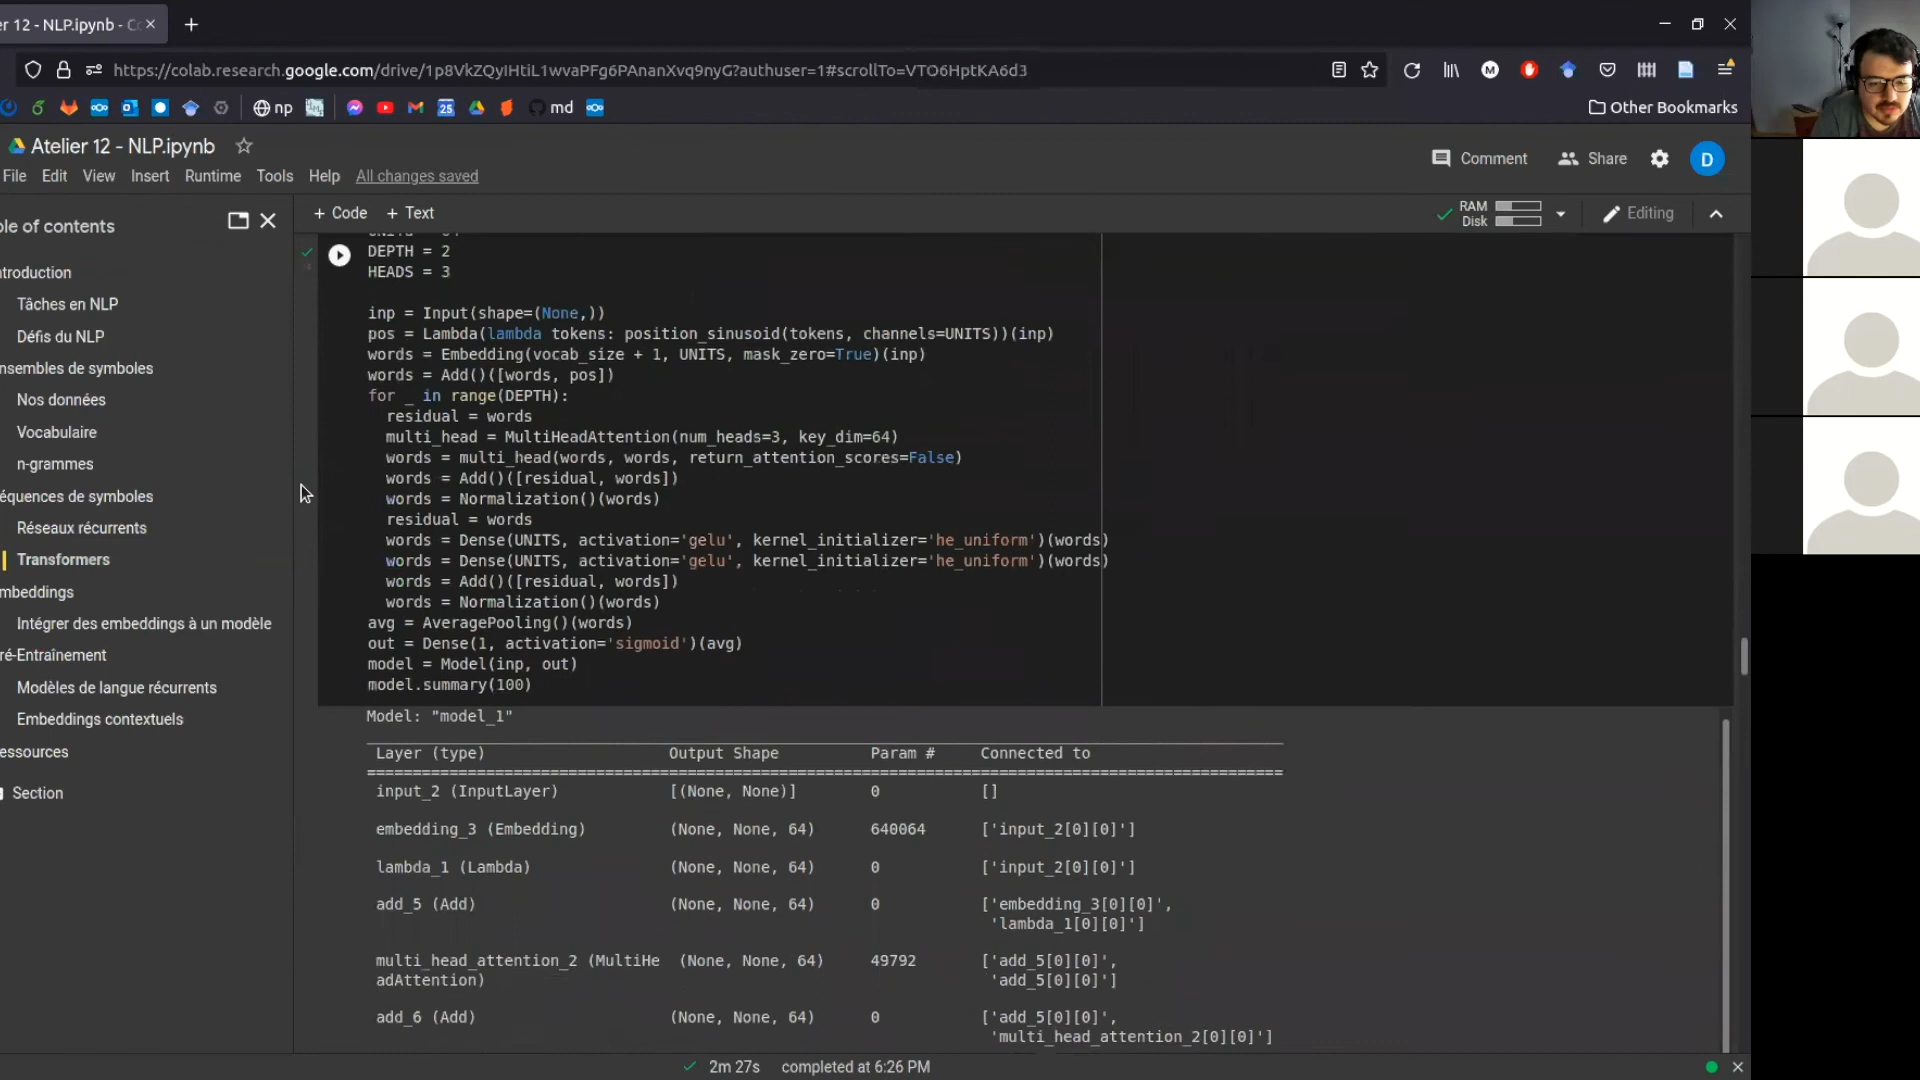 er 12 - NLP.ipynb - Co
https://colab.research.google.com/drive/1p8VkZQyIHtiL1wvaPFg6PAnanXvq9nyG?authuser=1#scrollTo=VTO6HptKA6d3
np
25
md
Other Bookmarks
Atelier 12 - NLP.ipynb
Comment
Share
D
File Edit View Insert Runtime Tools Help All changes saved
ble of contents
+ Code + Text
RAM
Disk
Editing
ntroduction
Tâches en NLP
Défis du NLP
nsembles de symboles
Nos données
Vocabulaire
n-grammes
équences de symboles
Réseaux récurrents
Transformers
mbeddings
Intégrer des embeddings à un modèle
ré-Entraînement
Modèles de langue récurrents
Embeddings contextuels
essources
Section
DEPTH = 2
HEADS = 3
inp = Input(shape=(None,))
pos = Lambda(lambda tokens: position_sinusoid(tokens, channels=UNITS))(inp)
words = Embedding(vocab_size + 1, UNITS, mask_zero=True)(inp)
words = Add()([words, pos])
for _ in range(DEPTH):
  residual = words
  multi_head = MultiHeadAttention(num_heads=3, key_dim=64)
  words = multi_head(words, words, return_attention_scores=False)
  words = Add()([residual, words])
  words = Normalization()(words)
  residual = words
  words = Dense(UNITS, activation='gelu', kernel_initializer='he_uniform')(words)
  words = Dense(UNITS, activation='gelu', kernel_initializer='he_uniform')(words)
  words = Add()([residual, words])
  words = Normalization()(words)
avg = AveragePooling()(words)
out = Dense(1, activation='sigmoid')(avg)
model = Model(inp, out)
model.summary(100)
Model: "model_1"
Layer (type) Output Shape Param # Connected to
input_2 (InputLayer) [(None, None)] 0 []
embedding_3 (Embedding) (None, None, 64) 640064 ['input_2[0][0]']
lambda_1 (Lambda) (None, None, 64) 0 ['input_2[0][0]']
add_5 (Add) (None, None, 64) 0 ['embedding_3[0][0]',
'lambda_1[0][0]']
multi_head_attention_2 (MultiHe (None, None, 64) 49792 ['add_5[0][0]',
adAttention) 'add_5[0][0]']
add_6 (Add) (None, None, 64) 0 ['add_5[0][0]',
'multi_head_attention_2[0][0]']
2m 27s completed at 6:26 PM